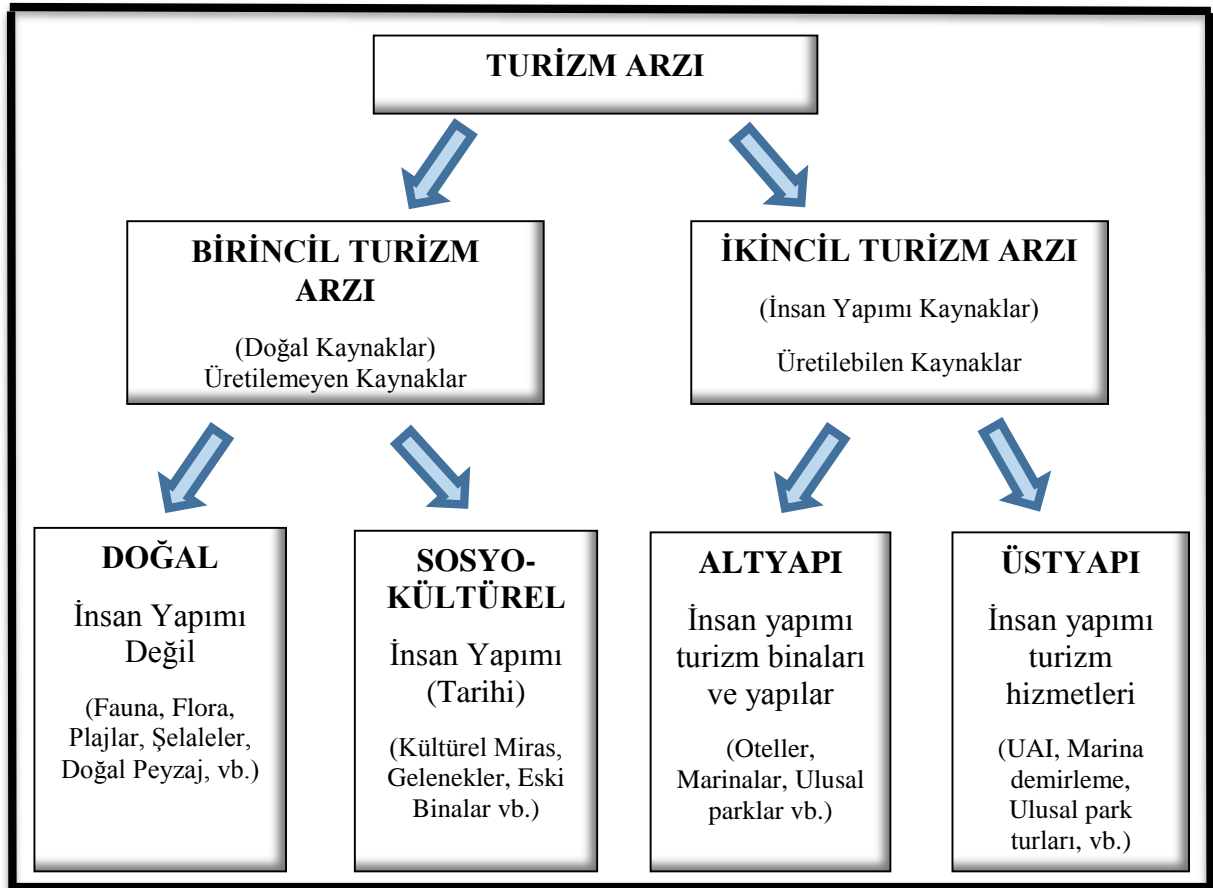 TURİZM ARZI
BİRİNCİL TURİZM
ARZI
(Doğal Kaynaklar)
Üretilemeyen Kaynaklar
İKİNCİL TURİZM ARZI
(İnsan Yapımı Kaynaklar)
Üretilebilen Kaynaklar
DOĞAL
İnsan Yapımı
Değil
(Fauna, Flora,
Plajlar, Şelaleler,
Doğal Peyzaj, vb.)
SOSYO-
KÜLTÜREL
İnsan Yapımı
(Tarihi)
(Kültürel Miras,
Gelenekler, Eski
Binalar vb.)
ALTYAPI
İnsan yapımı
turizm binaları
ve yapılar
(Oteller,
Marinalar, Ulusal
parklar vb.)
ÜSTYAPI
İnsan yapımı
turizm
hizmetleri
(UAI, Marina
demirleme,
Ulusal park
turları, vb.)